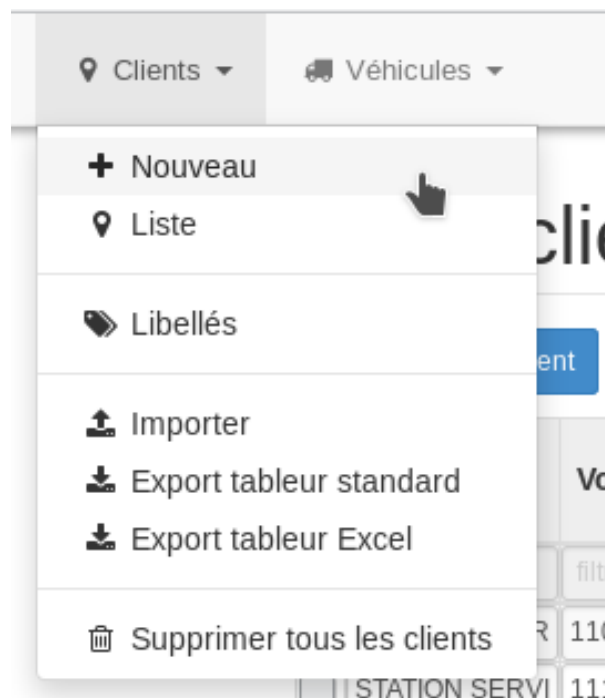 Clients Véhicules
Nouveau
Liste
Libellés
Importer
Export tableur standard
Export tableur Excel
Supprimer tous les clients
STATION SERVI